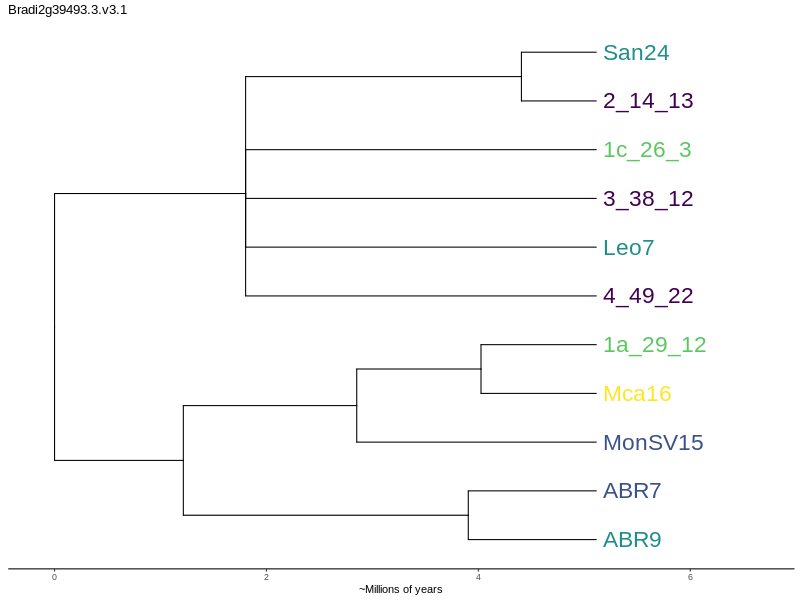 Bradi2g39493.3.v3.1
San24
2_14_13
1c_26_3
3_38_12
Leo7
4_49_22
1a_29_12
Mca16
MonSV15
ABR7
ABR9
0 2 4 6
~Millions of years